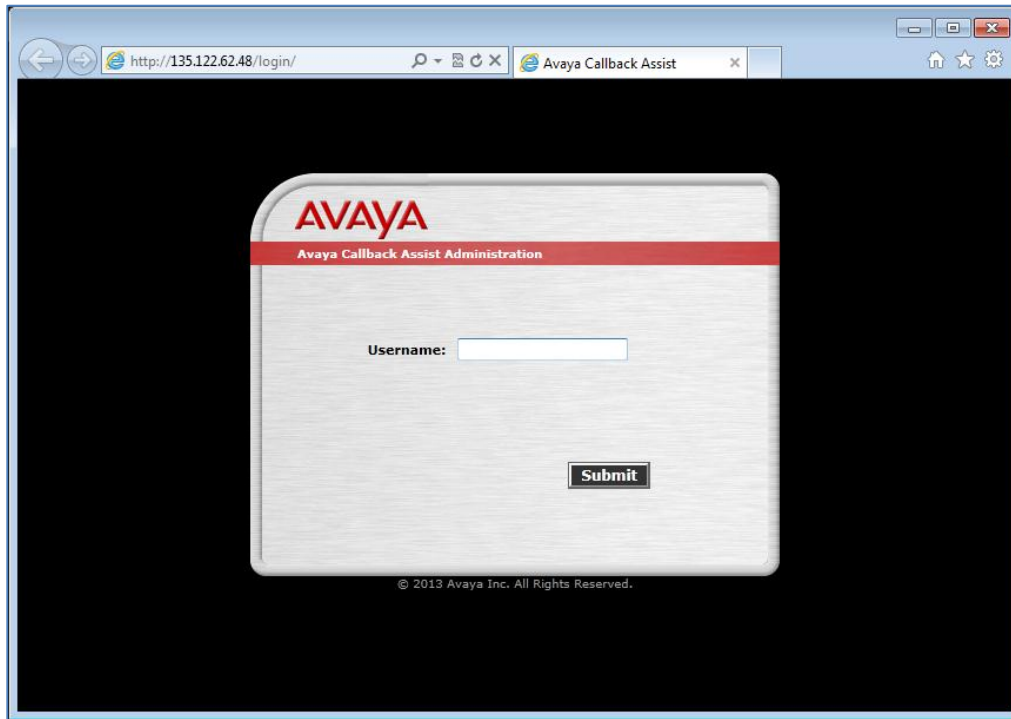 http://135.122.62.48/login/
Avaya Callback Assist
AVAYA
Avaya Callback Assist Administration
Username:
Submit
© 2013 Avaya Inc. All Rights Reserved.